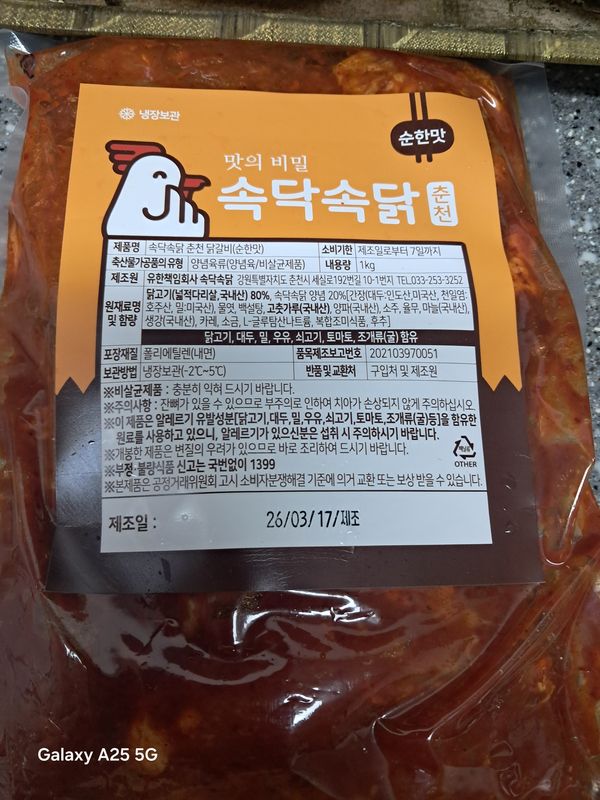 냉장보관
순한맛
맛의 비밀
속닥속닭 춘천
제품명 속닥속닭 춘천 닭갈비(순한맛) 소비기한 제조일로부터 7일까지
축산물가공품의 유형 양념육류(양념육/비살균제품) 내용량 1kg
제조원 유한책임회사 속닥속닭 강원특별자치도 춘천시 세실로192번길 10-1번지 TEL.033-253-3252
원재료명 및 함량 닭고기(넓적다리살,국내산) 80%, 속닥속닭 양념 20%[간장(대두:인도산,미국산, 천일염:
호주산, 밀:미국산), 물엿, 백설탕, 고춧가루(국내산), 양파(국내산), 소주, 율무, 마늘(국내산),
생강(국내산), 카레, 소금, L-글루탐산나트륨, 복합조미식품, 후추]
닭고기, 대두, 밀, 우유, 쇠고기, 토마토, 조개류(굴) 함유
포장재질 폴리에틸렌(내면) 품목제조보고번호 202103970051
보관방법 냉장보관(-2℃~5℃) 반품 및 교환처 구입처 및 제조원
※비살균제품 : 충분히 익혀 드시기 바랍니다.
※주의사항 : 잔뼈가 있을 수 있으므로 부주의로 인하여 치아가 손상되지 않게 주의하십시오.
※이 제품은 알레르기 유발성분[닭고기,대두,밀,우유,쇠고기,토마토,조개류(굴)등]을 함유한
원료를 사용하고 있으니, 알레르기가 있으신분은 섭취 시 주의하시기 바랍니다.
※개봉한 제품은 변질의 우려가 있으므로 바로 조리하여 드시기 바랍니다.
※부정·불량식품 신고는 국번없이 1399
※본제품은 공정거래위원회 고시 소비자분쟁해결 기준에 의거 교환 또는 보상 받을 수 있습니다.
OTHER
제조일 : 26/03/17/제조
Galaxy A25 5G